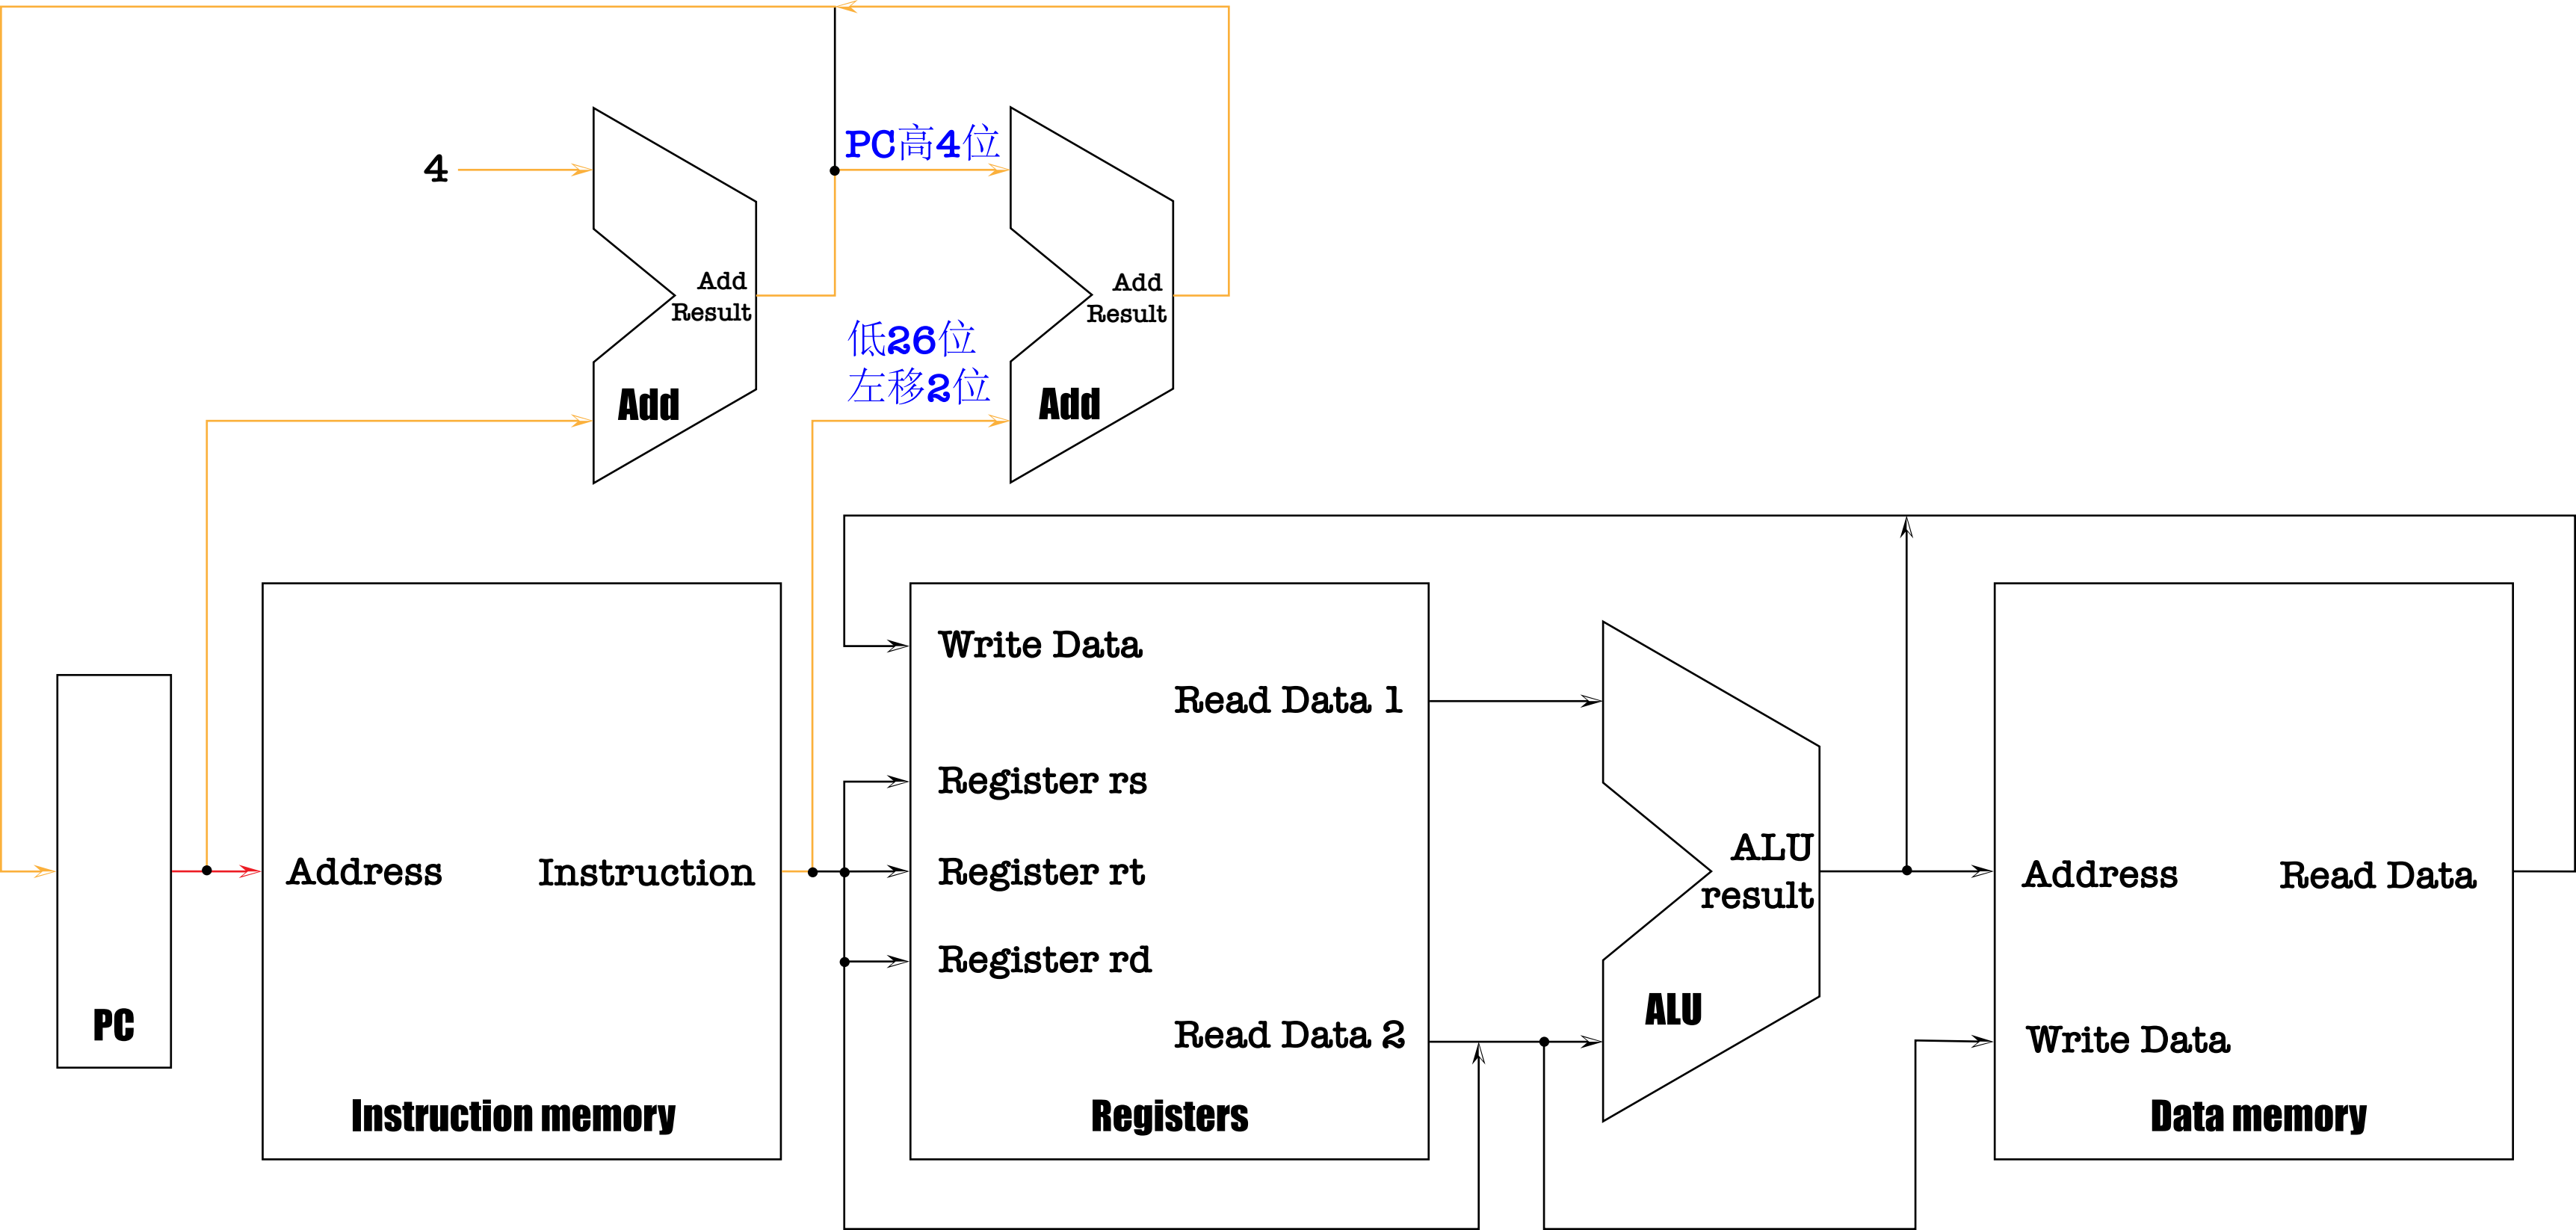 PC高4位
4
Add
Result
Add
Result
低26位
左移2位
Add
Add
Write Data
Read Data 1
Register rs
Register rt
Register rd
Read Data 2
Registers
Address
Instruction
Instruction memory
PC
ALU
result
ALU
Address
Read Data
Write Data
Data memory